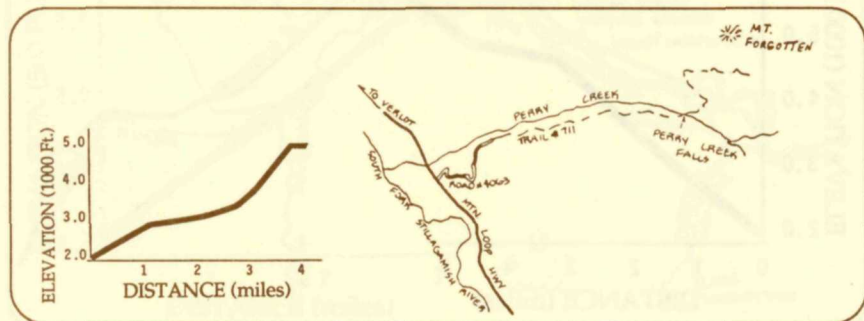 ELEVATION (1000 Ft.)
5.0
4.0
3.0
2.0
1
2
3
4
DISTANCE (miles)
MT.
FORGOTTEN
TO VERLOT
PERRY CREEK
TRAIL # 711
PERRY CREEK
FALLS
ROAD #4063
MTN LOOP HWY
SOUTH FORK STILLAGAMISH RIVER